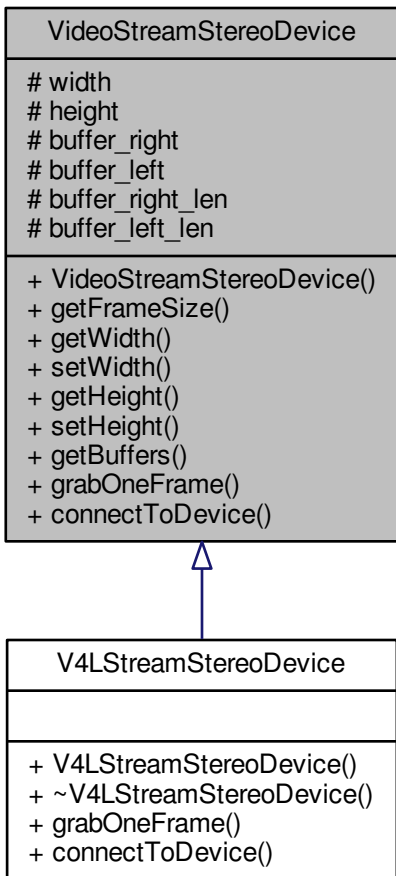 VideoStreamStereoDevice
# width
# height
# buffer_right
# buffer_left
# buffer_right_len
# buffer_left_len
+ VideoStreamStereoDevice()
+ getFrameSize()
+ getWidth()
+ setWidth()
+ getHeight()
+ setHeight()
+ getBuffers()
+ grabOneFrame()
+ connectToDevice()
V4LStreamStereoDevice
+ V4LStreamStereoDevice()
+ ~V4LStreamStereoDevice()
+ grabOneFrame()
+ connectToDevice()